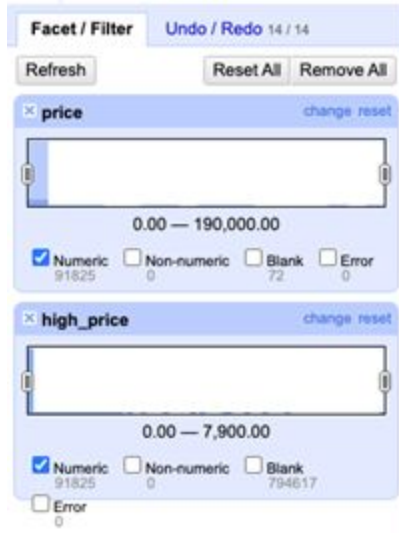 Facet / Filter Undo / Redo 14 / 14
Refresh Reset All Remove All
× price change reset
0.00 — 190,000.00
Numeric Non-numeric Blank Error
91825 0 72 0
× high_price change reset
0.00 — 7,900.00
Numeric Non-numeric Blank
91825 0 794617
Error
0